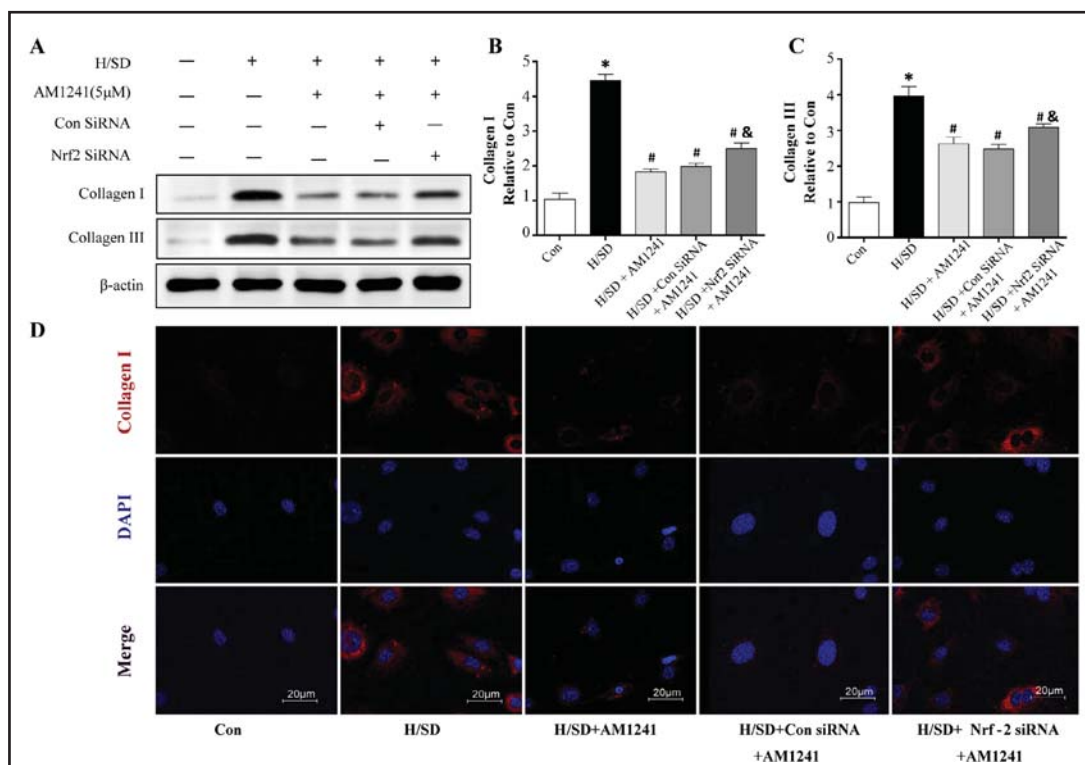 A
H/SD — + + + +
AM1241(5μM) — — + + +
Con SiRNA — — — + —
Nrf2 SiRNA — — — — +
Collagen I
Collagen III
β-actin
B
Collagen I
Relative to Con
5
4
3
2
1
0
*
#
#
# &
Con
H/SD
H/SD + AM1241
H/SD +Con SiRNA
+ AM1241
H/SD +Nrf2 SiRNA
+ AM1241
C
Collagen III
Relative to Con
5
4
3
2
1
0
*
#
#
# &
Con
H/SD
H/SD + AM1241
H/SD +Con SiRNA
+ AM1241
H/SD +Nrf2 SiRNA
+ AM1241
D
Collagen I
DAPI
Merge
20μm
20μm
20μm
20μm
20μm
Con
H/SD
H/SD+AM1241
H/SD+Con siRNA
+AM1241
H/SD+ Nrf-2 siRNA
+AM1241